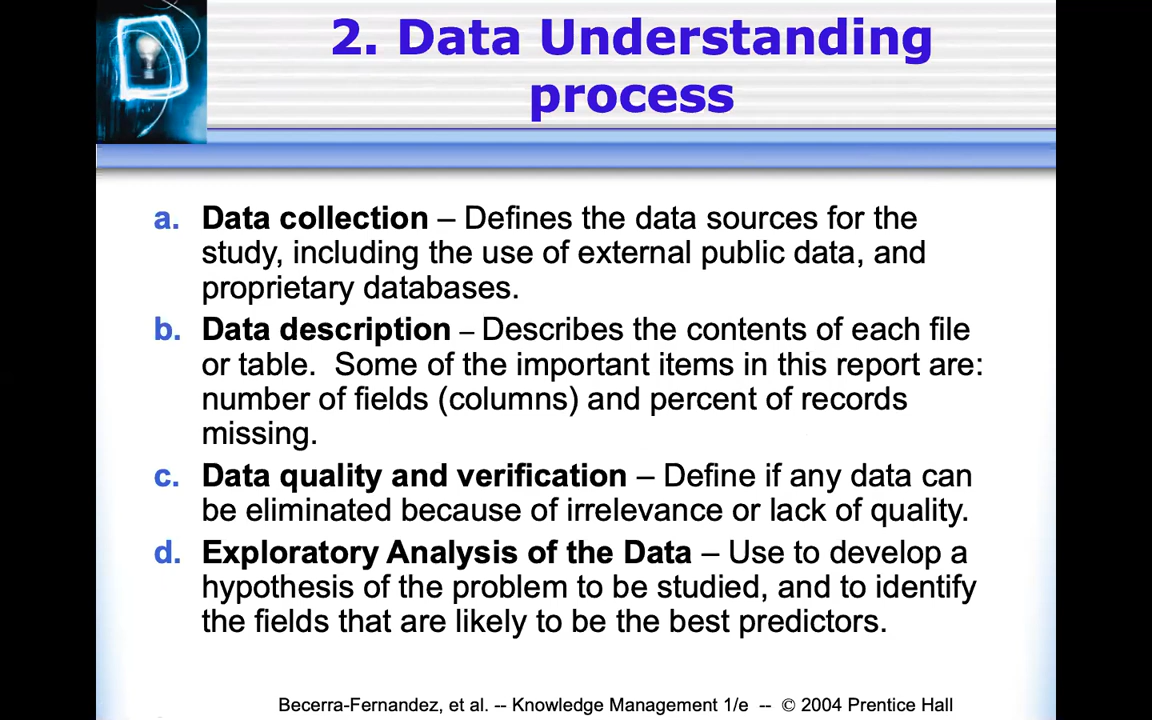 2. Data Understanding
process
a. Data collection – Defines the data sources for the
study, including the use of external public data, and
proprietary databases.
b. Data description – Describes the contents of each file
or table.  Some of the important items in this report are:
number of fields (columns) and percent of records
missing.
c. Data quality and verification – Define if any data can
be eliminated because of irrelevance or lack of quality.
d. Exploratory Analysis of the Data – Use to develop a
hypothesis of the problem to be studied, and to identify
the fields that are likely to be the best predictors.
Becerra-Fernandez, et al. -- Knowledge Management 1/e -- © 2004 Prentice Hall